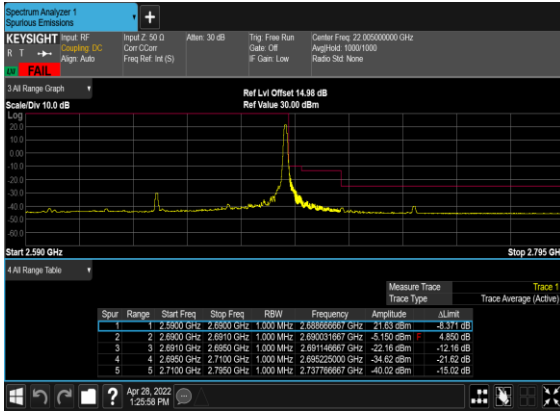 Spectrum Analyzer 1
Spurious Emissions
+
KEYSIGHT
R T
LXI
FAIL
Input: RF
Coupling: DC
Align: Auto
Input Z: 50 Ω
Corr CCorr
Freq Ref: Int (S)
Atten: 30 dB
Trig: Free Run
Gate: Off
IF Gain: Low
Center Freq: 22.005000000 GHz
Avg|Hold: 1000/1000
Radio Std: None
3 All Range Graph
Scale/Div 10.0 dB
Ref Lvl Offset 14.98 dB
Ref Value 30.00 dBm
Log
20.0
10.0
0.00
-10.0
-20.0
-30.0
-40.0
-50.0
-60.0
Start 2.590 GHz
Stop 2.795 GH
4 All Range Table
Measure Trace Trace 1
Trace Type Trace Average (Active)
Spur Range Start Freq Stop Freq RBW Frequency Amplitude ΔLimit
1 1 2.5900 GHz 2.6900 GHz 1.000 MHz 2.688666667 GHz 21.63 dBm -8.371 dB
2 2 2.6900 GHz 2.6910 GHz 1.000 MHz 2.690031667 GHz -5.150 dBm F 4.850 dB
3 3 2.6910 GHz 2.6950 GHz 1.000 MHz 2.691146667 GHz -22.16 dBm -12.16 dB
4 4 2.6950 GHz 2.7100 GHz 1.000 MHz 2.695225000 GHz -34.62 dBm -21.62 dB
5 5 2.7100 GHz 2.7950 GHz 1.000 MHz 2.737766667 GHz -40.02 dBm -15.02 dB
?
Apr 28, 2022
1:25:58 PM